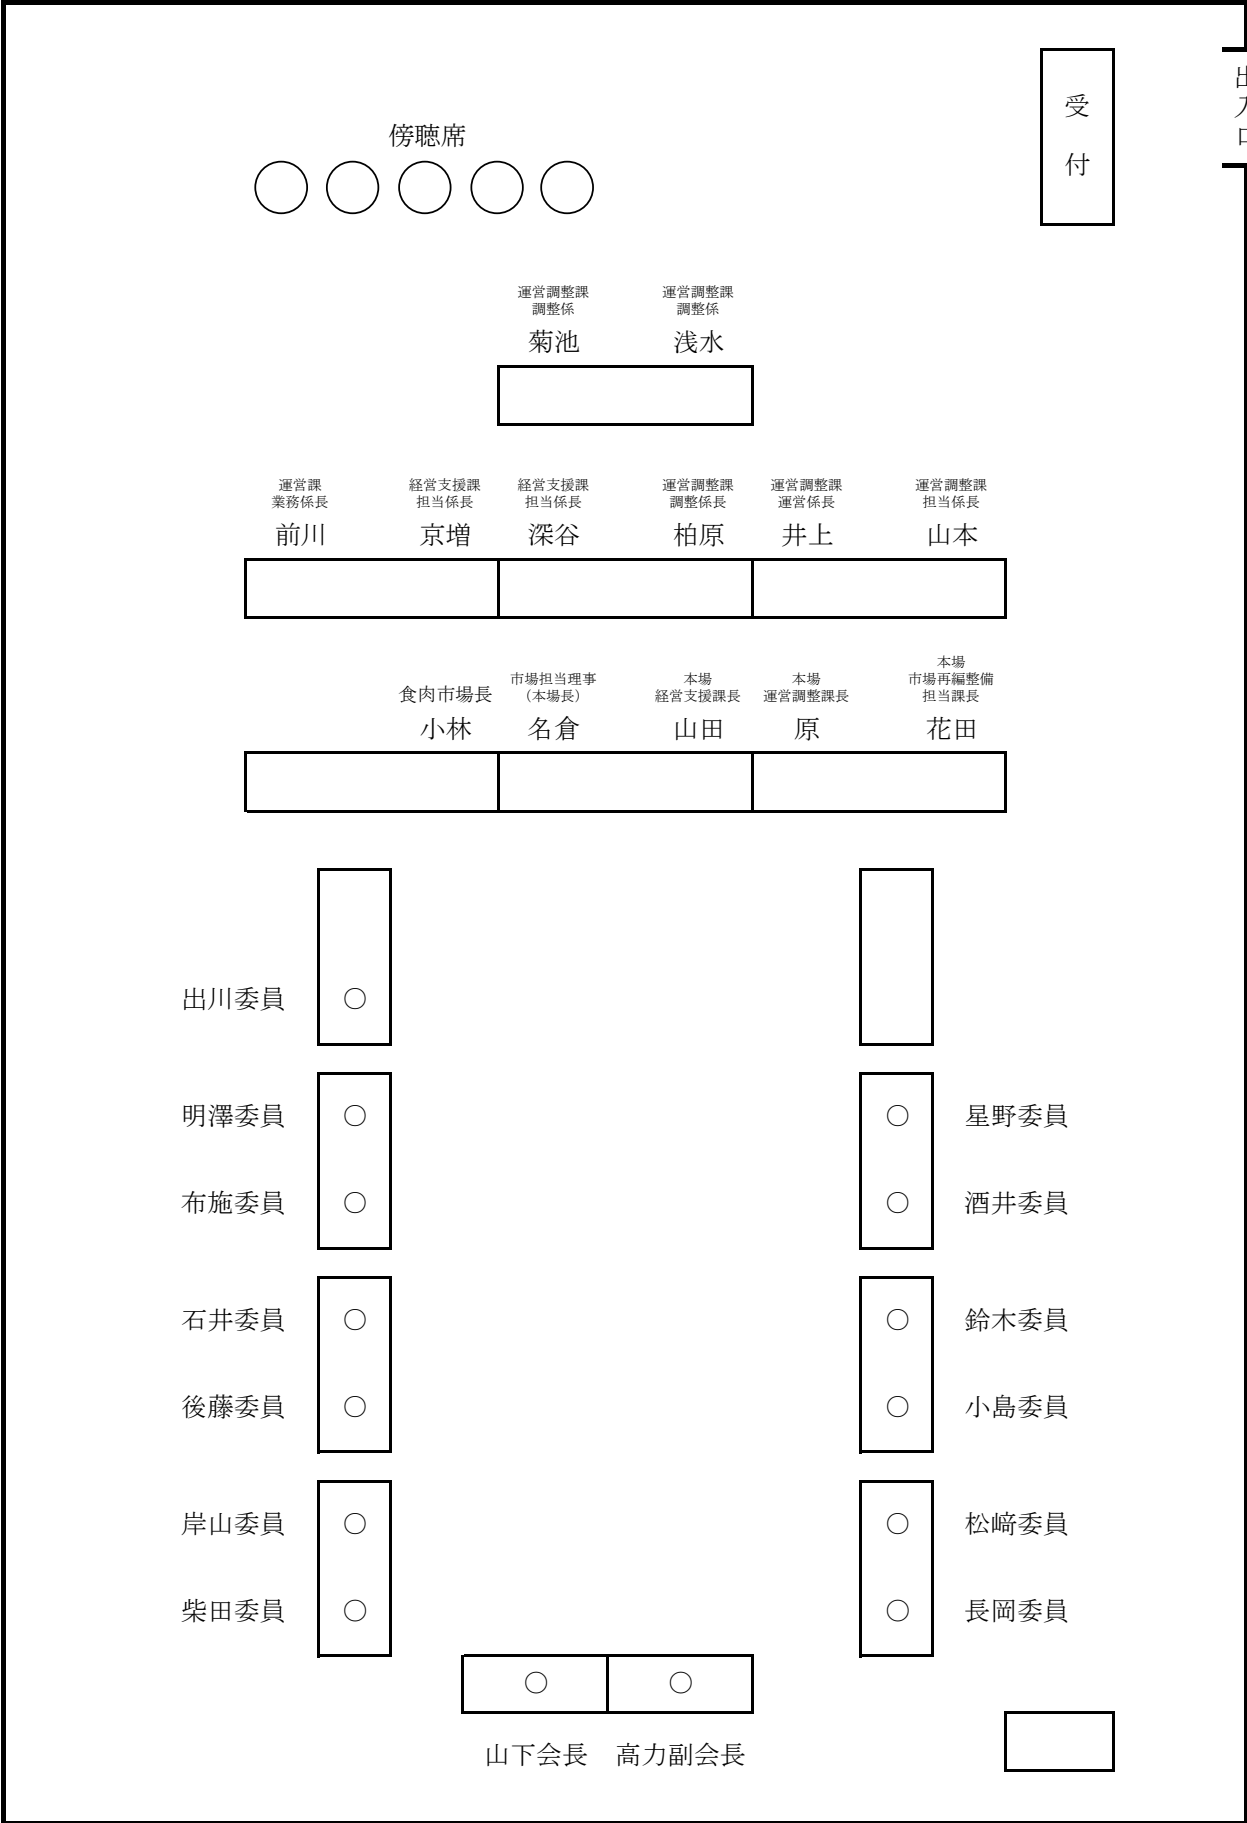 出入口
受付
傍聴席
運営調整課 運営調整課
調整係 調整係
菊池 浅水
運営課 経営支援課 経営支援課 運営調整課 運営調整課 運営調整課
業務係長 担当係長 担当係長 調整係長 運営係長 担当係長
前川 京増 深谷 柏原 井上 山本
本場
市場担当理事 本場 本場 市場再編整備
食肉市場長 （本場長） 経営支援課長 運営調整課長 担当課長
小林 名倉 山田 原 花田
出川委員 〇
明澤委員 〇 〇 星野委員
布施委員 〇 〇 酒井委員
石井委員 〇 〇 鈴木委員
後藤委員 〇 〇 小島委員
岸山委員 〇 〇 松﨑委員
柴田委員 〇 〇 長岡委員
〇 〇
山下会長 高力副会長